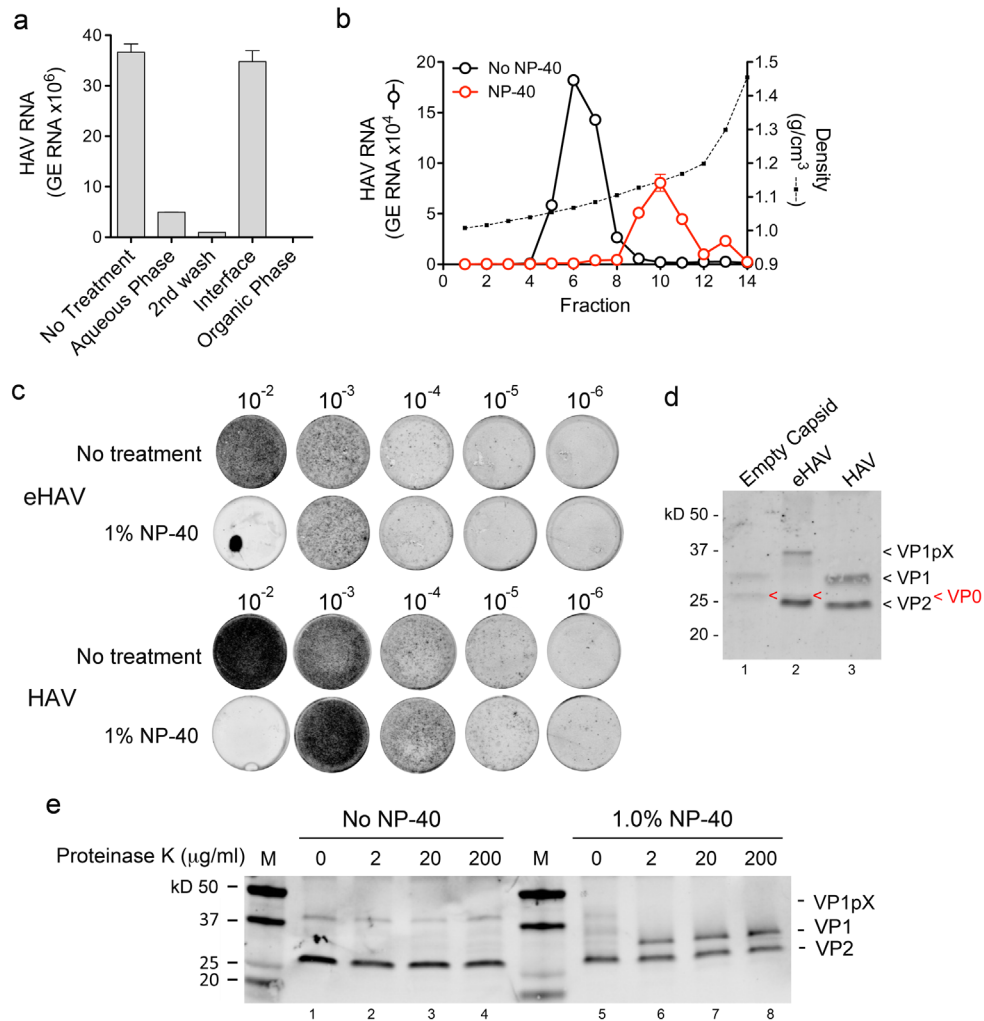 a
HAV RNA
(GE RNA x10⁶)
40
30
20
10
0
No Treatment
Aqueous Phase
2nd wash
Interface
Organic Phase
b
HAV RNA
(GE RNA x10⁴ -O-)
20
15
10
5
0
No NP-40
NP-40
1.5
1.4
1.3
1.2
1.1
1.0
0.9
Density
(g/cm³ --■--)
0 2 4 6 8 10 12 14
Fraction
c
10⁻² 10⁻³ 10⁻⁴ 10⁻⁵ 10⁻⁶
No treatment
eHAV
1% NP-40
10⁻² 10⁻³ 10⁻⁴ 10⁻⁵ 10⁻⁶
No treatment
HAV
1% NP-40
d
Empty Capsid
eHAV
HAV
kD 50 -
37 -
25 -
20 -
< VP1pX
< VP1
< < < VP0
< VP2
1 2 3
e
No NP-40 1.0% NP-40
Proteinase K (µg/ml) M 0 2 20 200 M 0 2 20 200
kD 50 –
37 –
25 –
20 –
- VP1pX
- VP1
- VP2
1 2 3 4 5 6 7 8